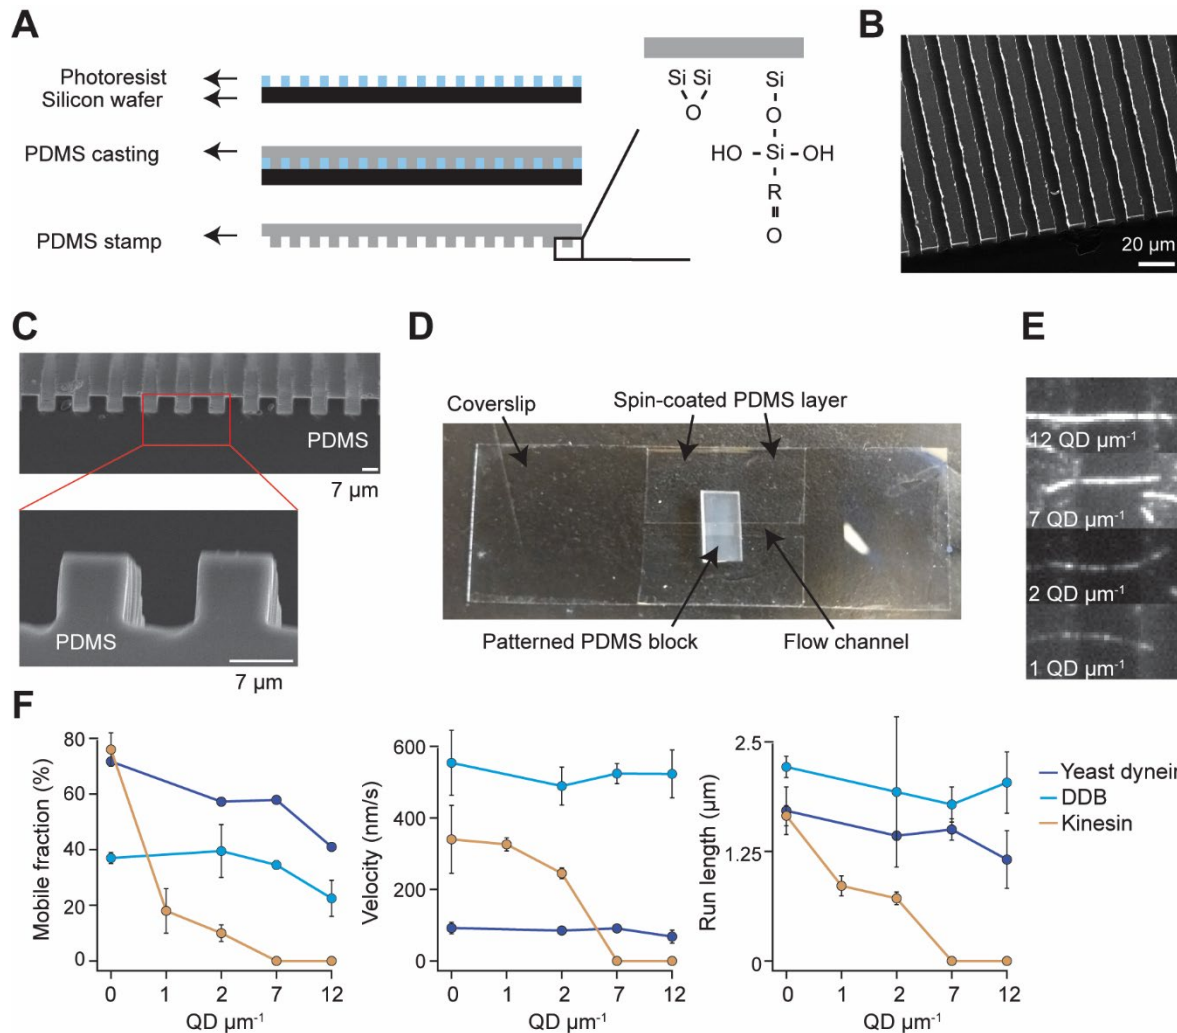 A
Photoresist
Silicon wafer
PDMS casting
PDMS stamp
Si Si
O
Si
O
HO Si OH
R
O
B
20 µm
C
PDMS
7 µm
PDMS
7 µm
D
Coverslip
Spin-coated PDMS layer
Patterned PDMS block
Flow channel
E
12 QD µm⁻¹
7 QD µm⁻¹
2 QD µm⁻¹
1 QD µm⁻¹
F
Mobile fraction (%)
80
60
40
20
0
0 1 2 7 12
QD µm⁻¹
Velocity (nm/s)
600
400
200
0
0 1 2 7 12
QD µm⁻¹
Run length (µm)
2.5
1.25
0
0 1 2 7 12
QD µm⁻¹
Yeast dynein
DDB
Kinesin